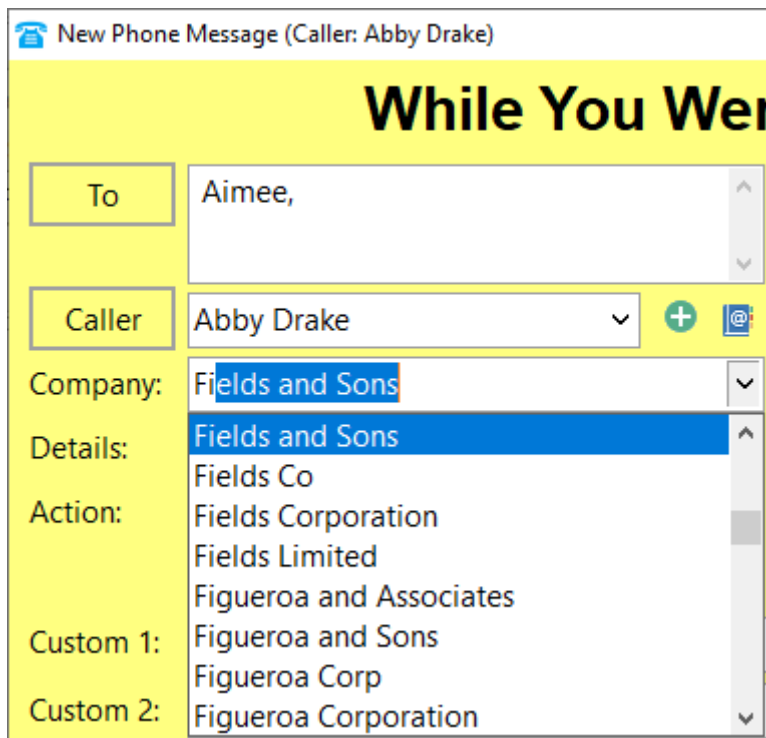 New Phone Message (Caller: Abby Drake)
While You Wer
To
Aimee,
Caller
Abby Drake
Company:
Fields and Sons
Details:
Fields and Sons
Fields Co
Action:
Fields Corporation
Fields Limited
Figueroa and Associates
Custom 1:
Figueroa and Sons
Figueroa Corp
Custom 2:
Figueroa Corporation